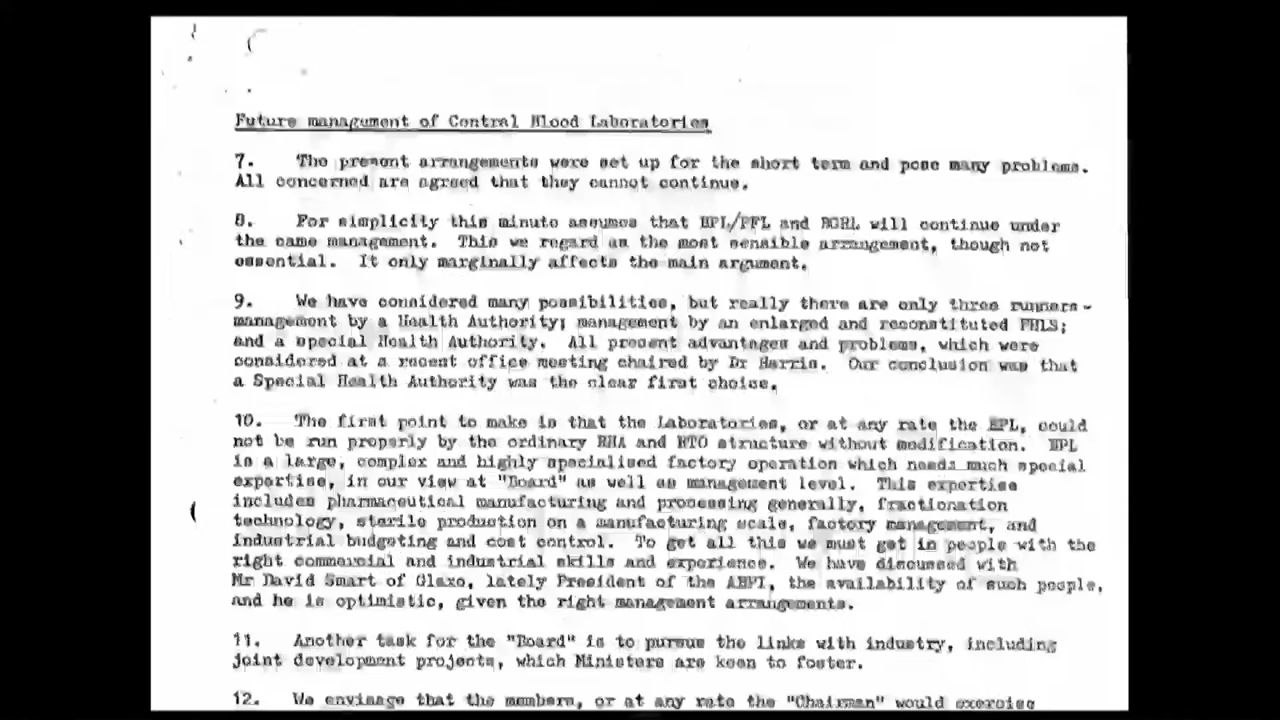 Future management of Central Blood Laboratories
7. The present arrangements were set up for the short term and pose many problems.
All concerned are agreed that they cannot continue.
8. For simplicity this minute assumes that BPL/PFL and BGRL will continue under
the same management. This we regard as the most sensible arrangement, though not
essential. It only marginally affects the main argument.
9. We have considered many possibilities, but really there are only three runners -
management by a Health Authority; management by an enlarged and reconstituted PHLS;
and a special Health Authority. All present advantages and problems, which were
considered at a recent office meeting chaired by Dr Harris. Our conclusion was that
a Special Health Authority was the clear first choice.
10. The first point to make is that the Laboratories, or at any rate the BPL, could
not be run properly by the ordinary RHA and RTO structure without modification. BPL
is a large, complex and highly specialised factory operation which needs much special
expertise, in our view at "Board" as well as management level. This expertise
includes pharmaceutical manufacturing and processing generally, fractionation
technology, sterile production on a manufacturing scale, factory management, and
industrial budgeting and cost control. To get all this we must get in people with the
right commercial and industrial skills and experience. We have discussed with
Mr David Smart of Glaxo, lately President of the ABPI, the availability of such people,
and he is optimistic, given the right management arrangements.
11. Another task for the "Board" is to pursue the links with industry, including
joint development projects, which Ministers are keen to foster.
12. We envisage that the members, or at any rate the "Chairman" would exercise